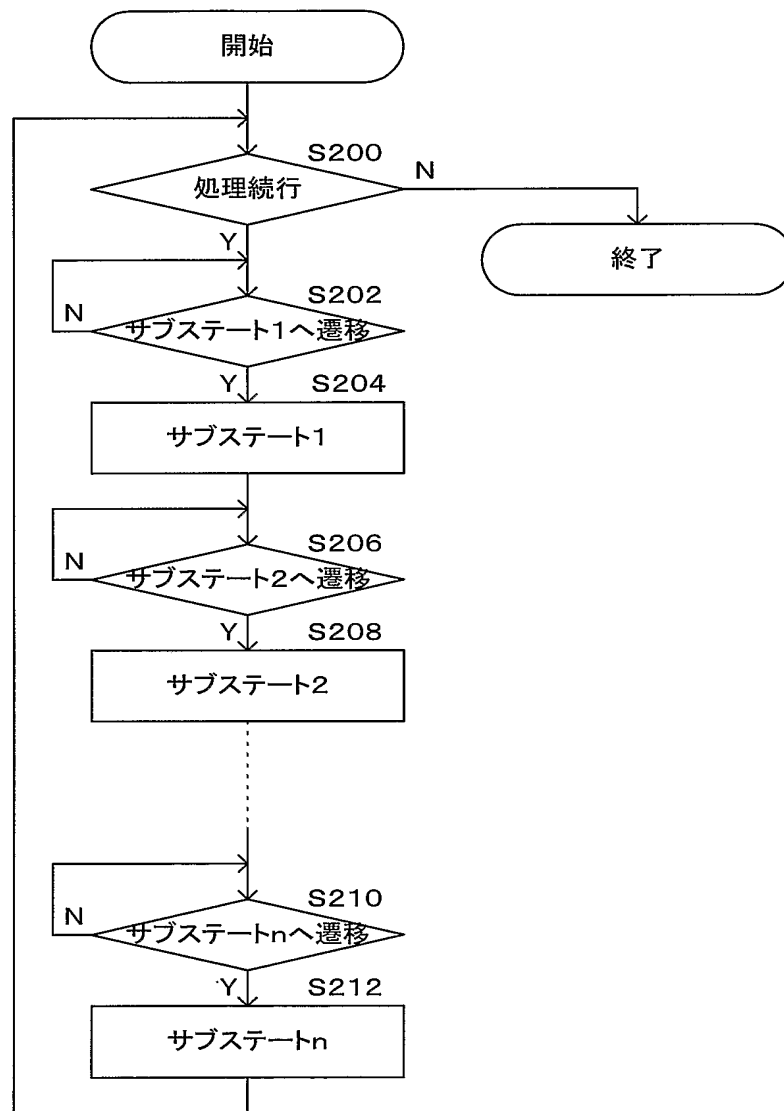 開始
S200
処理続行
N
終了
Y
S202
N
サブステート1へ遷移
Y
S204
サブステート1
S206
N
サブステート2へ遷移
Y
S208
サブステート2
S210
N
サブステートnへ遷移
Y
S212
サブステートn